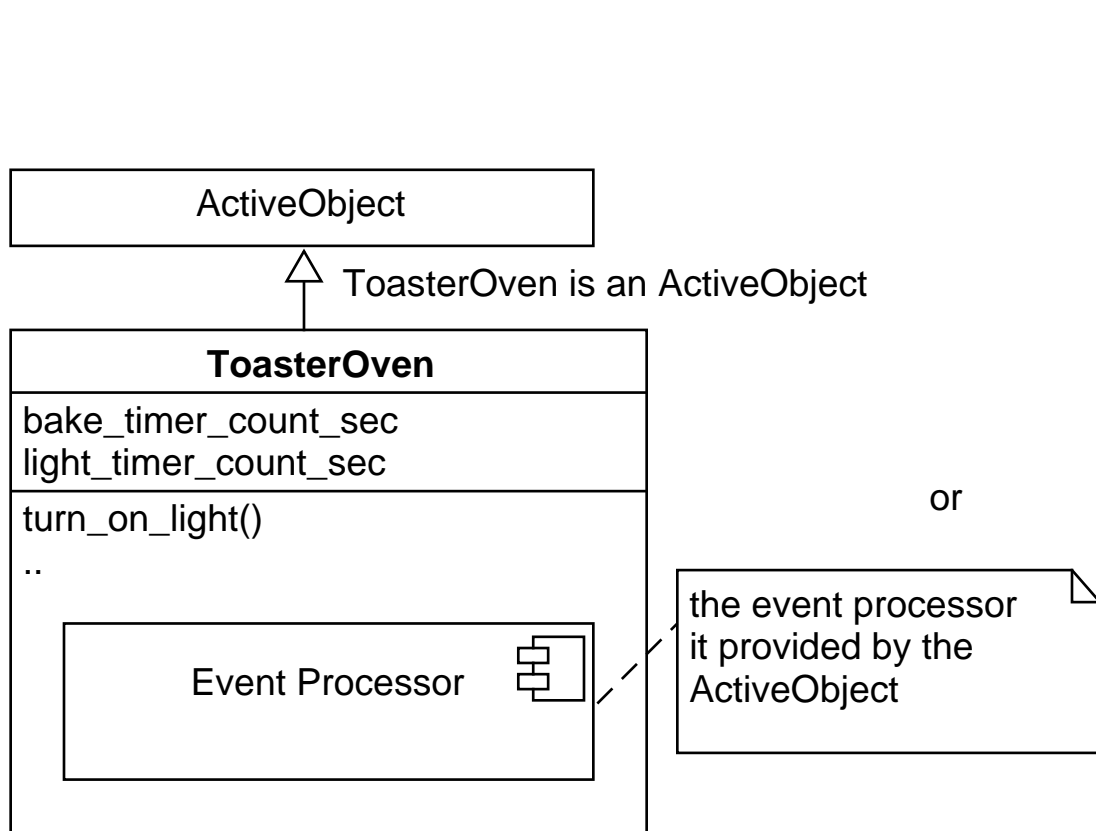 ActiveObject
ToasterOven is an ActiveObject
ToasterOven
bake_timer_count_sec
light_timer_count_sec
turn_on_light()
..
or
the event processor
it provided by the
ActiveObject
Event Processor